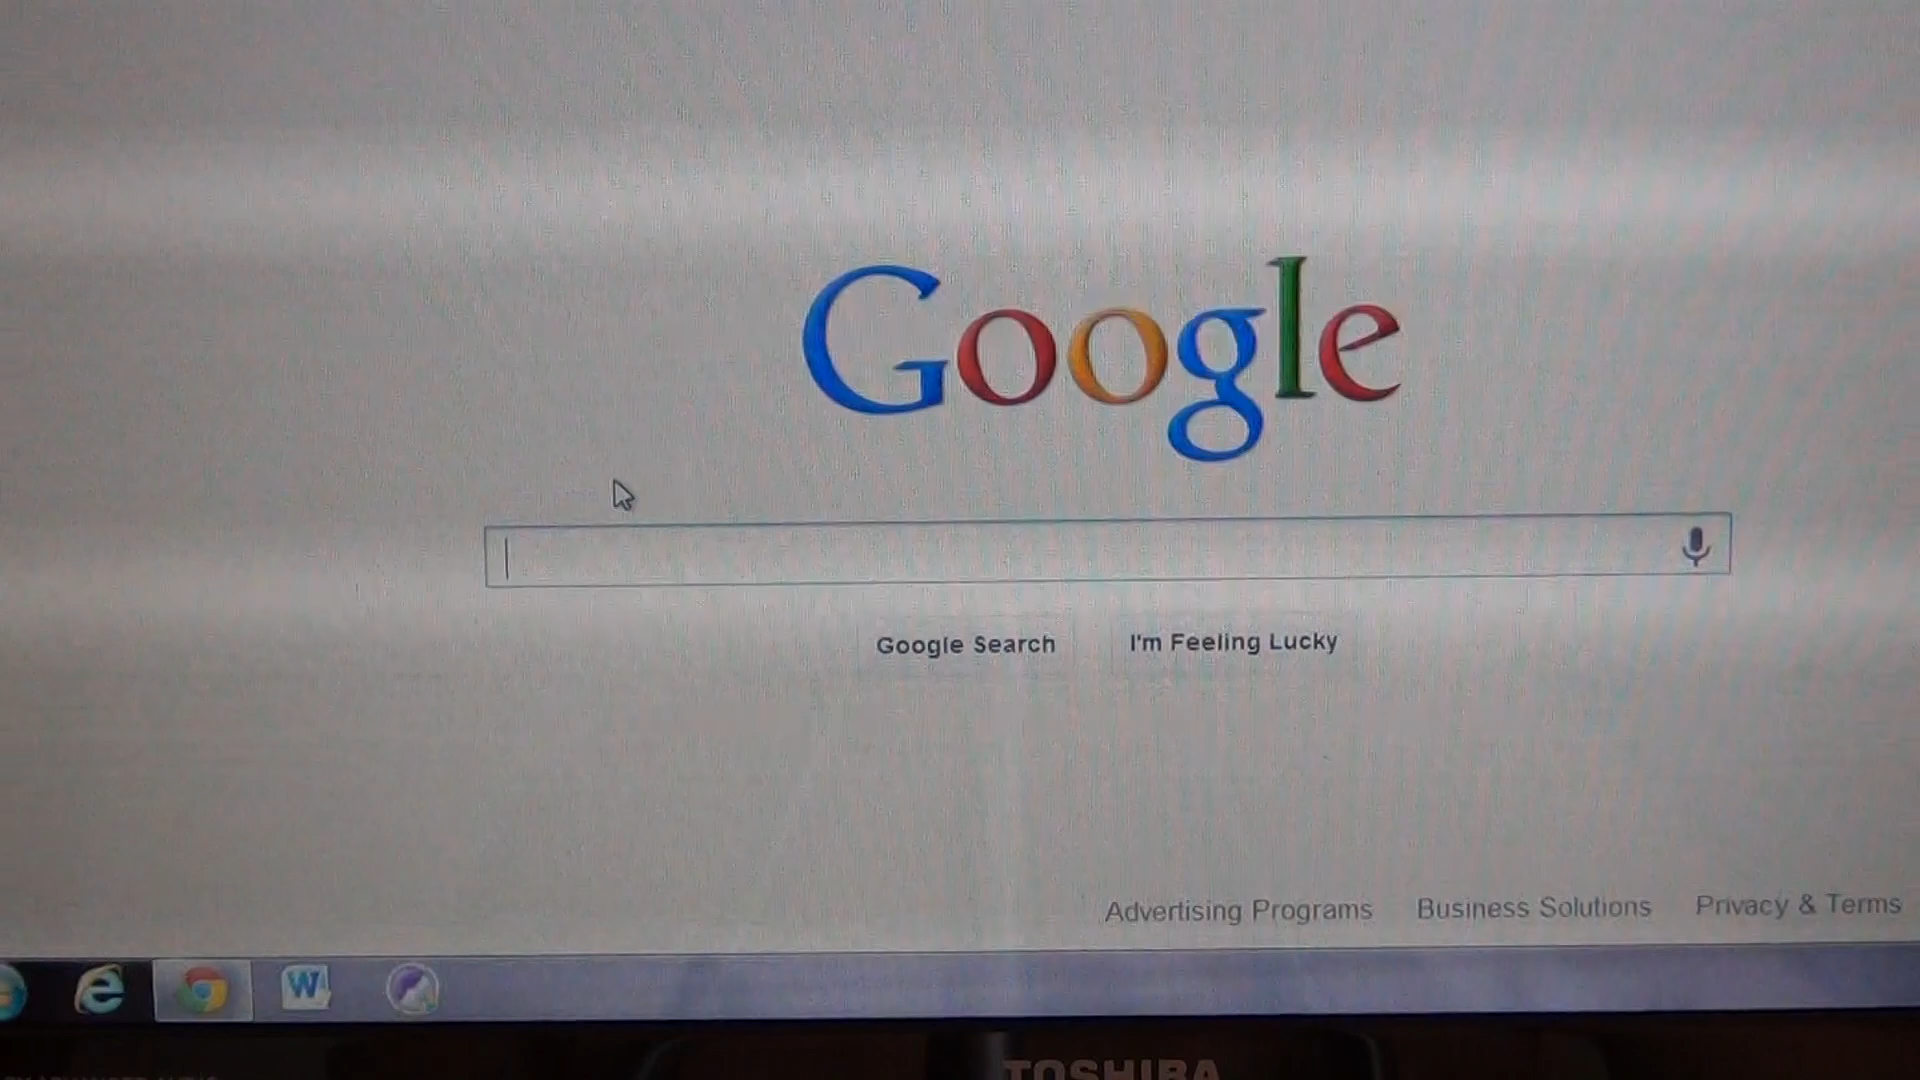 Google
Google Search
I'm Feeling Lucky
Advertising Programs
Business Solutions
Privacy & Terms
W
TOSHIBA